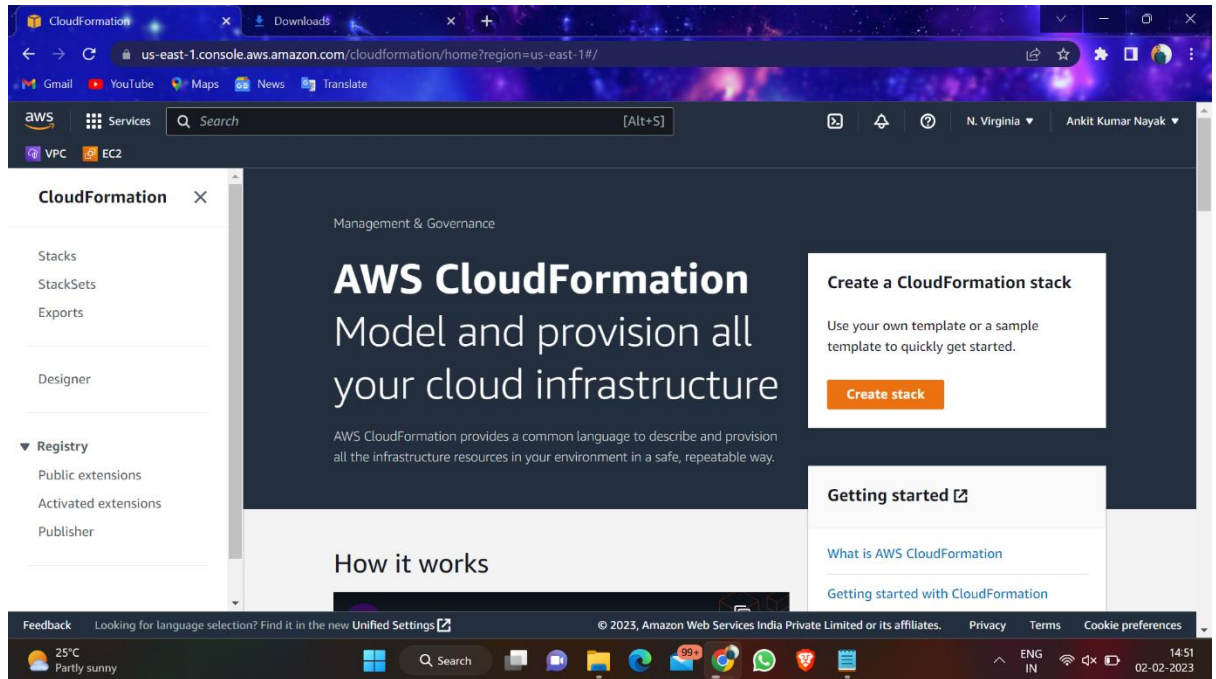 CloudFormation
Downloads
us-east-1.console.aws.amazon.com/cloudformation/home?region=us-east-1#/
Gmail YouTube Maps News Translate
aws Services Search [Alt+S] N. Virginia Ankit Kumar Nayak
VPC EC2
CloudFormation
Stacks
StackSets
Exports
Designer
Registry
Public extensions
Activated extensions
Publisher
Management & Governance
AWS CloudFormation
Model and provision all
your cloud infrastructure
AWS CloudFormation provides a common language to describe and provision
all the infrastructure resources in your environment in a safe, repeatable way.
Create a CloudFormation stack
Use your own template or a sample
template to quickly get started.
Create stack
Getting started
What is AWS CloudFormation
Getting started with CloudFormation
How it works
Feedback Looking for language selection? Find it in the new Unified Settings © 2023, Amazon Web Services India Private Limited or its affiliates. Privacy Terms Cookie preferences
25°C
Partly sunny
Search
99+
ENG
IN
14:51
02-02-2023